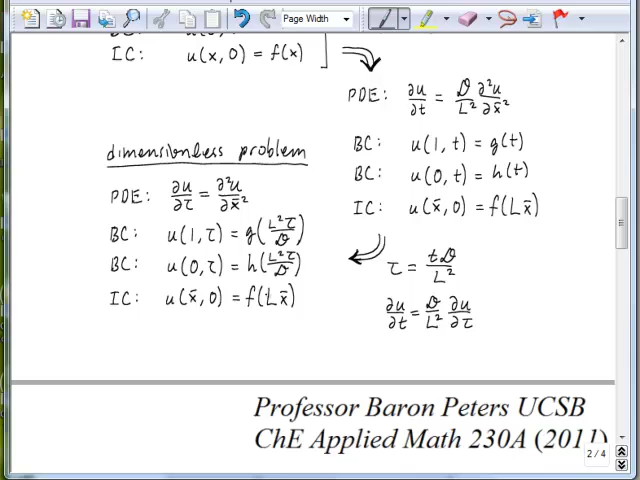 Page Width
IC: u(x, 0) = f(x)
PDE: ∂u/∂t = 𝒟/L² ∂²u/∂x̄²
BC: u(1, t) = g(t)
BC: u(0, t) = h(t)
IC: u(x̄, 0) = f(Lx̄)
τ = t𝒟/L²
∂u/∂t = 𝒟/L² ∂u/∂τ
dimensionless problem
PDE: ∂u/∂τ = ∂²u/∂x̄²
BC: u(1, τ) = g(L²τ/𝒟)
BC: u(0, τ) = h(L²τ/𝒟)
IC: u(x̄, 0) = f(Lx̄)
Professor Baron Peters UCSB
ChE Applied Math 230A (2011)
2 / 4